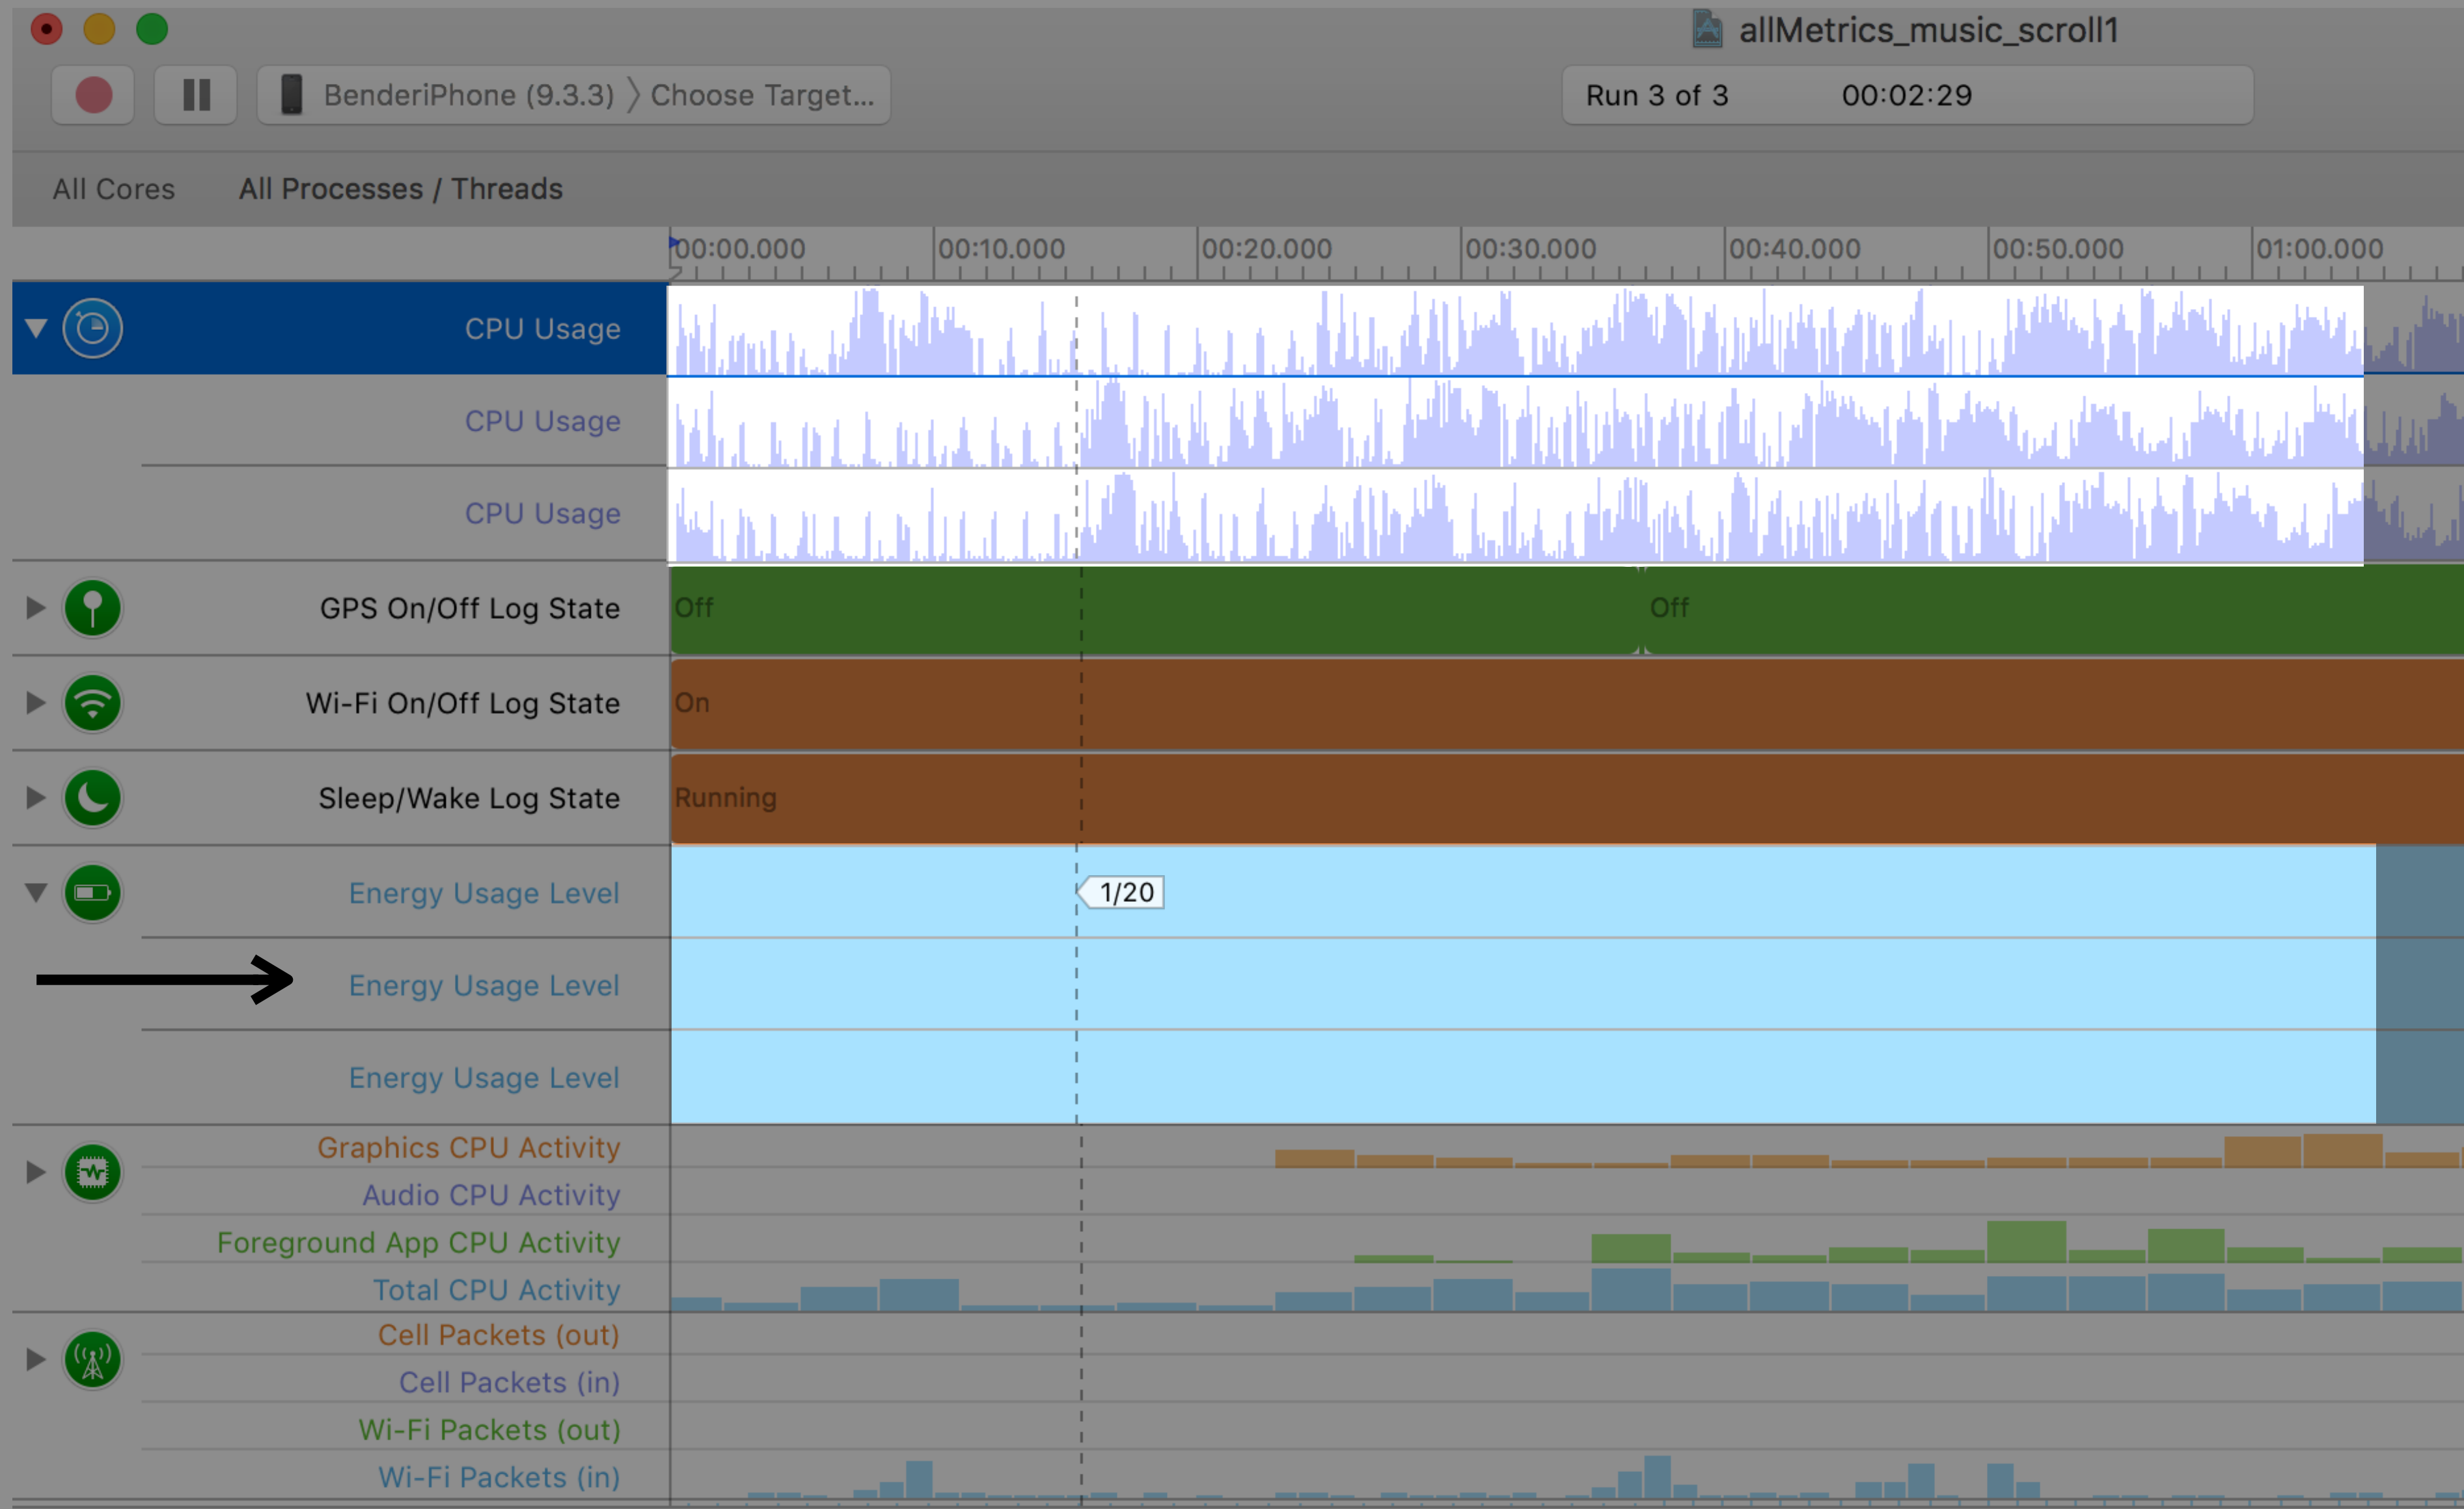 allMetrics_music_scroll1
BenderiPhone (9.3.3) 〉Choose Target...
Run 3 of 3 00:02:29
All Cores All Processes / Threads
00:00.000 00:10.000 00:20.000 00:30.000 00:40.000 00:50.000 01:00.000
CPU Usage
CPU Usage
CPU Usage
GPS On/Off Log State Off Off
Wi-Fi On/Off Log State On
Sleep/Wake Log State Running
Energy Usage Level 1/20
Energy Usage Level
Energy Usage Level
Graphics CPU Activity
Audio CPU Activity
Foreground App CPU Activity
Total CPU Activity
Cell Packets (out)
Cell Packets (in)
Wi-Fi Packets (out)
Wi-Fi Packets (in)